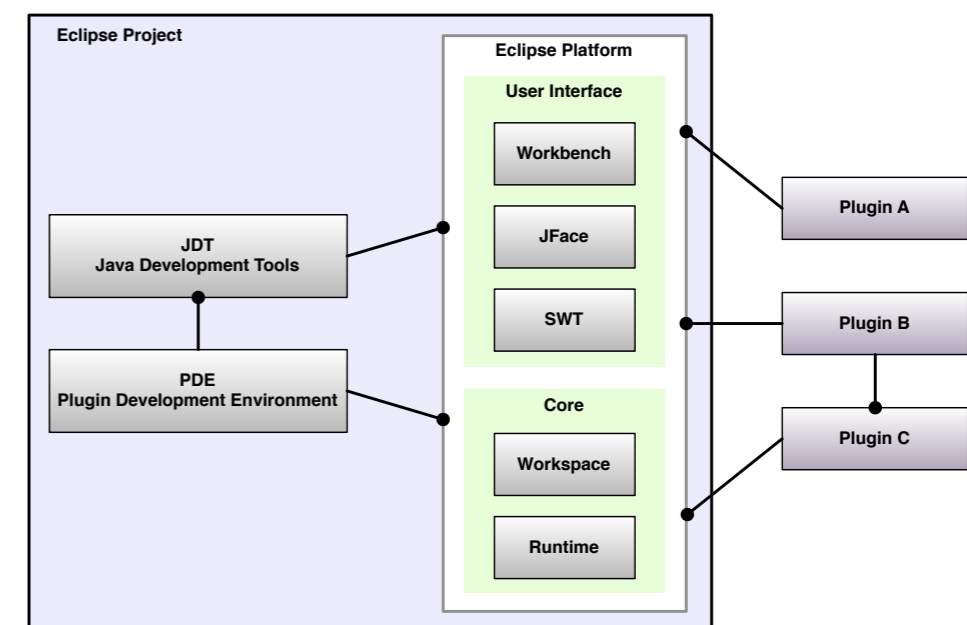 Eclipse Project
Eclipse Platform
User Interface
Workbench
JFace
SWT
Core
Workspace
Runtime
JDT
Java Development Tools
PDE
Plugin Development Environment
Plugin A
Plugin B
Plugin C